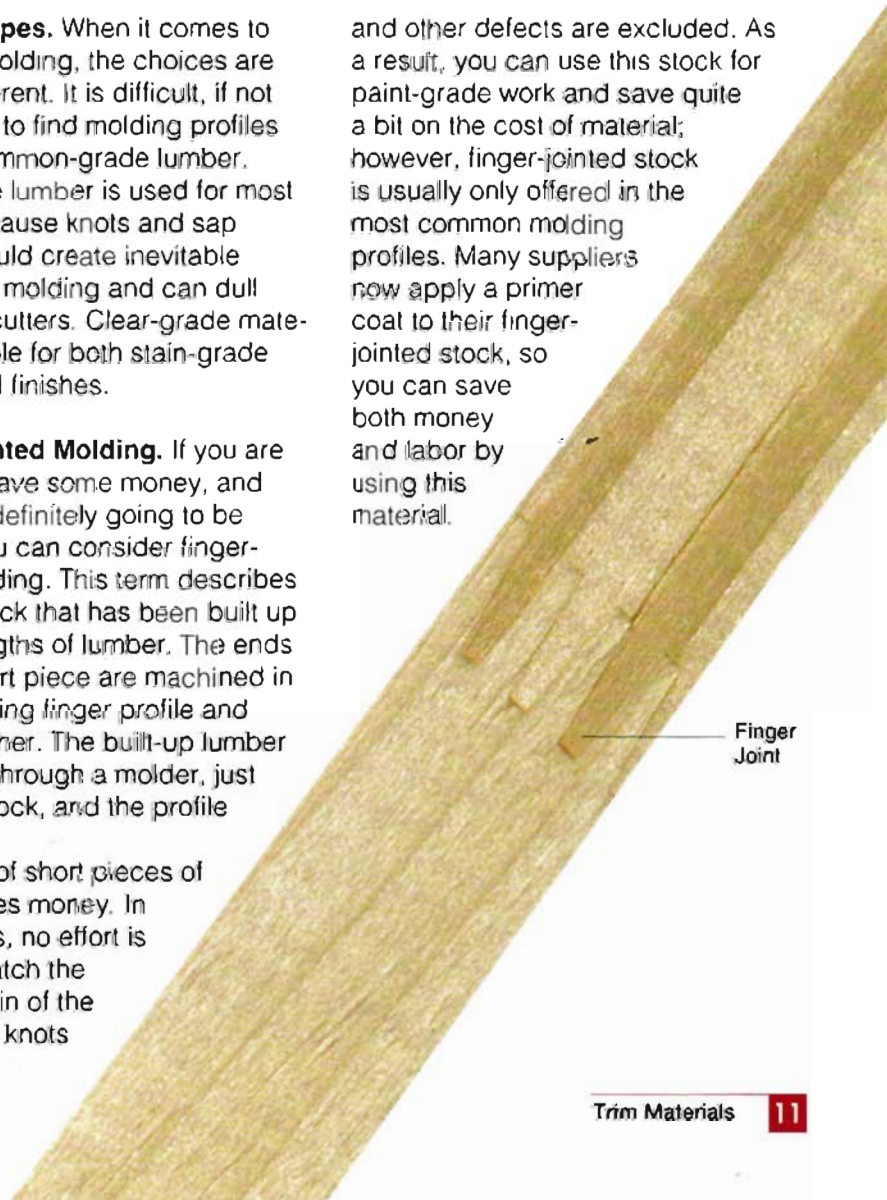 pes. When it comes to
olding, the choices are
rent. It is difficult, if not
to find molding profiles
mmon-grade lumber.
e lumber is used for most
ause knots and sap
uld create inevitable
molding and can dull
cutters. Clear-grade mate-
le for both stain-grade
d finishes.
nted Molding. If you are
ave some money, and
definitely going to be
u can consider finger-
ding. This term describes
ck that has been built up
gths of lumber. The ends
rt piece are machined in
ing finger profile and
her. The built-up lumber
through a molder, just
ock, and the profile
of short pieces of
es money. In
s, no effort is
atch the
in of the
knots
and other defects are excluded. As
a result, you can use this stock for
paint-grade work and save quite
a bit on the cost of material;
however, finger-jointed stock
is usually only offered in the
most common molding
profiles. Many suppliers
now apply a primer
coat to their finger-
jointed stock, so
you can save
both money
and labor by
using this
material.
Finger
Joint
Trim Materials 11